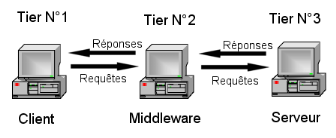 Tier N°1
Tier N°2
Tier N°3
Réponses
Réponses
Requêtes
Requêtes
Client
Middleware
Serveur